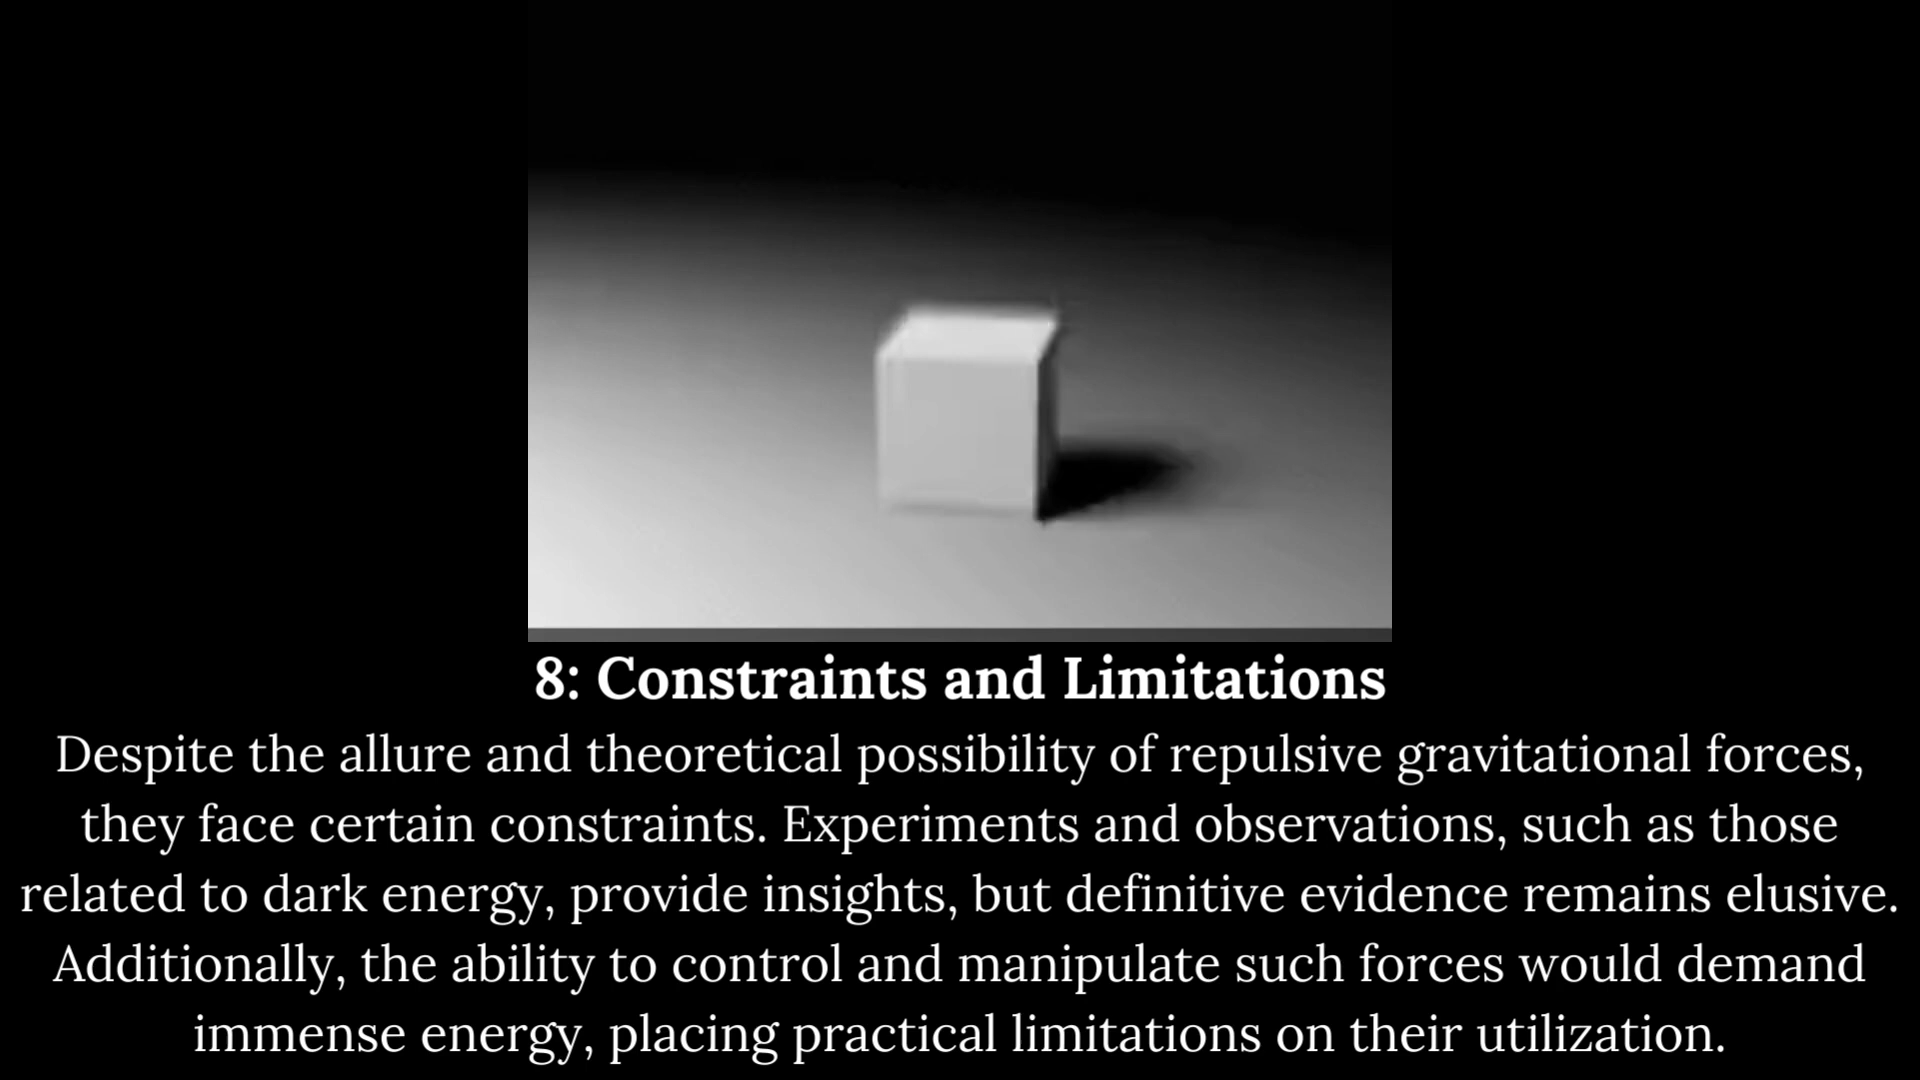 8: Constraints and Limitations
Despite the allure and theoretical possibility of repulsive gravitational forces,
they face certain constraints. Experiments and observations, such as those
related to dark energy, provide insights, but definitive evidence remains elusive.
Additionally, the ability to control and manipulate such forces would demand
immense energy, placing practical limitations on their utilization.